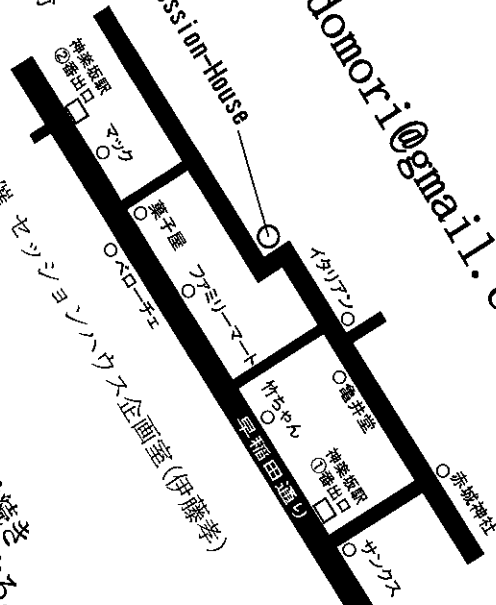 domori@gmail.
ssion-House
神楽坂駅
②番出口
マック
菓子屋
ベローチェ
ファミリーマート
イタリアン
亀井堂
竹ちゃん
早稲田通り
神楽坂駅
①番出口
赤城神社
サンクス
セッションハウス企画室(伊藤孝)